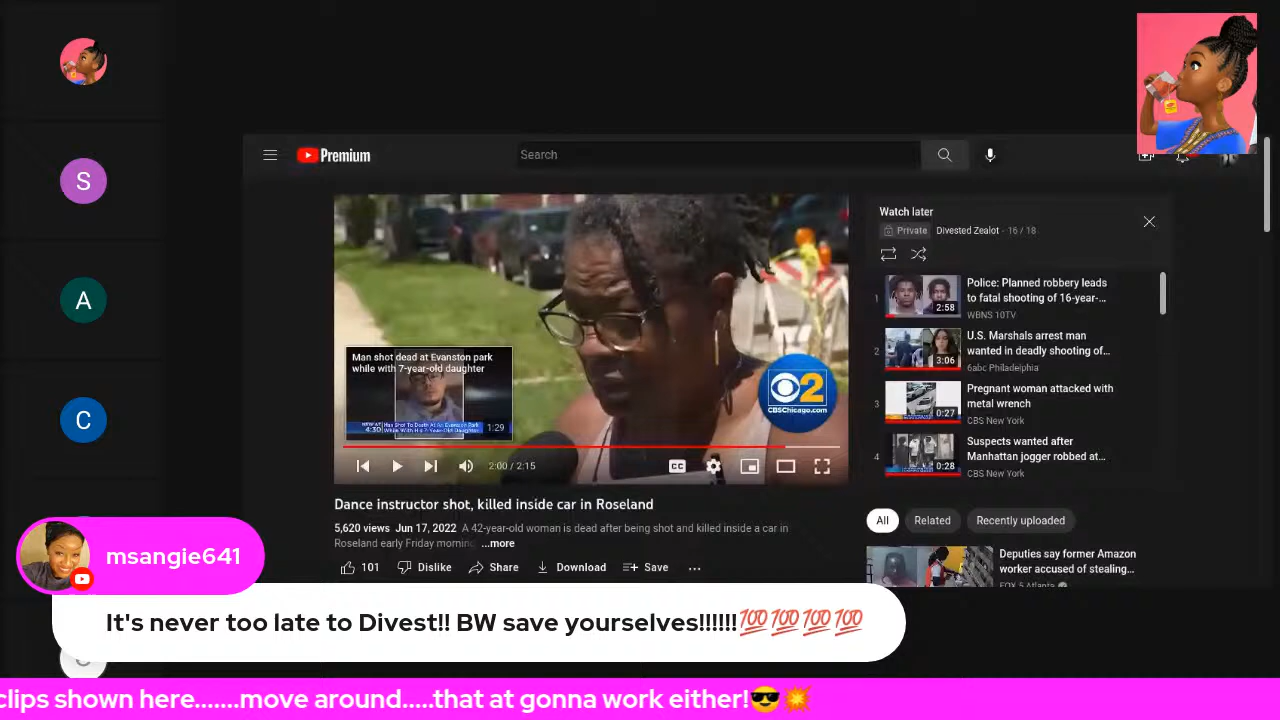 Premium
Search
Watch later
Private Divested Zealot - 16 / 18
1
Police: Planned robbery leads
to fatal shooting of 16-year-...
WBNS 10TV
2:58
2
U.S. Marshals arrest man
wanted in deadly shooting of...
6abc Philadelphia
3:06
3
Pregnant woman attacked with
metal wrench
CBS New York
0:27
4
Suspects wanted after
Manhattan jogger robbed at...
CBS New York
0:28
All
Related
Recently uploaded
Deputies say former Amazon
worker accused of stealing...
FOX 5 Atlanta
Man shot dead at Evanston park
while with 7-year-old daughter
4:30
1:29
2
CBSChicago.com
2:00 / 2:15
CC
Dance instructor shot, killed inside car in Roseland
5,620 views Jun 17, 2022 A 42-year-old woman is dead after being shot and killed inside a car in
Roseland early Friday morning ...more
101 Dislike Share Download Save ...
S
A
C
msangie641
It's never too late to Divest!! BW save yourselves!!!!!!💯💯💯💯
clips shown here.......move around.....that at gonna work either!😎💥